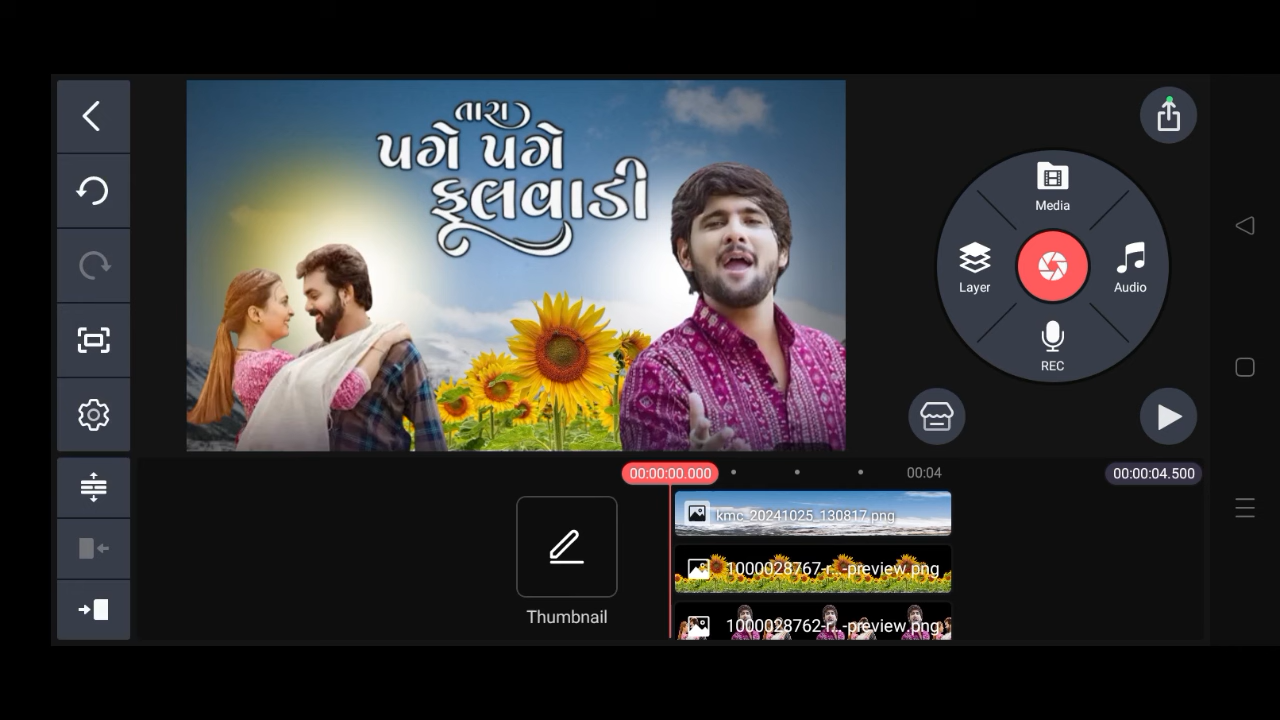 તારા
પગે પગે
ફૂલવાડી
Media
Layer
Audio
REC
00:00:00.000
00:04
00:00:04.500
kmc_20241025_130817.png
Thumbnail
1000028767-r...-preview.png
1000028762-r...-preview.png